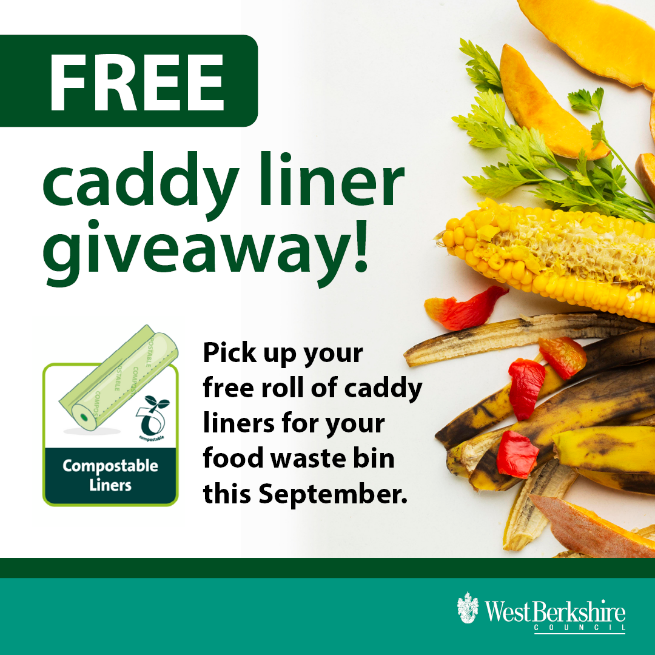 FREE
caddy liner
giveaway!
Pick up your
free roll of caddy
liners for your
food waste bin
this September.
compostable
Compostable
Liners
West Berkshire
COUNCIL